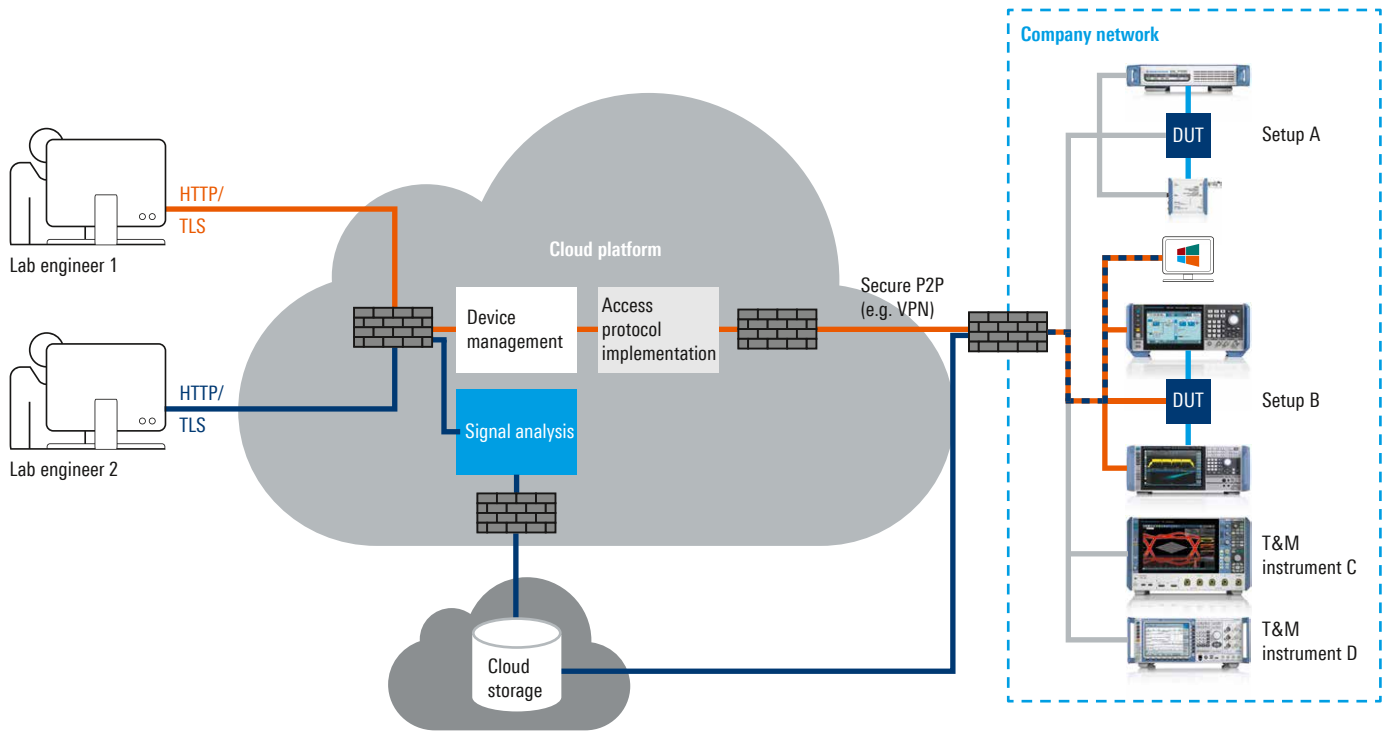 Company network
Setup A
DUT
HTTP/
TLS
Lab engineer 1
Cloud platform
Secure P2P
(e.g. VPN)
Device
management
Access
protocol
implementation
HTTP/
TLS
Lab engineer 2
Signal analysis
DUT
Setup B
T&M
instrument C
T&M
instrument D
Cloud
storage